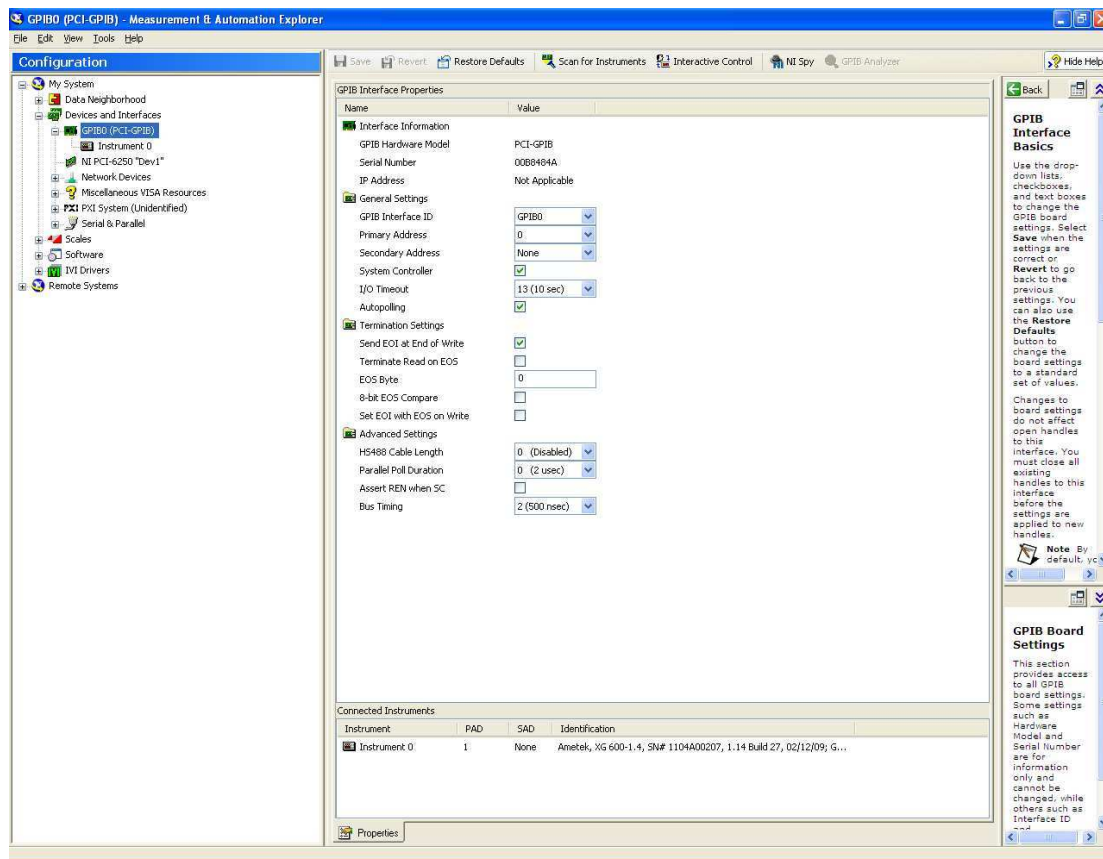 GPIB0 (PCI-GPIB) - Measurement & Automation Explorer
File Edit View Tools Help
Configuration
My System
Data Neighborhood
Devices and Interfaces
GPIB0 (PCI-GPIB)
Instrument 0
NI PCI-6250 "Dev1"
Network Devices
Miscellaneous VISA Resources
PXI PXI System (Unidentified)
Serial & Parallel
Scales
Software
IVI Drivers
Remote Systems
Save Revert Restore Defaults Scan for Instruments Interactive Control NI Spy GPIB Analyzer Hide Help
GPIB Interface Properties
Name Value
Interface Information
GPIB Hardware Model PCI-GPIB
Serial Number 00B8484A
IP Address Not Applicable
General Settings
GPIB Interface ID GPIB0
Primary Address 0
Secondary Address None
System Controller
I/O Timeout 13 (10 sec)
Autopolling
Termination Settings
Send EOI at End of Write
Terminate Read on EOS
EOS Byte 0
8-bit EOS Compare
Set EOI with EOS on Write
Advanced Settings
HS488 Cable Length 0 (Disabled)
Parallel Poll Duration 0 (2 usec)
Assert REN when SC
Bus Timing 2 (500 nsec)
Connected Instruments
Instrument PAD SAD Identification
Instrument 0 1 None Ametek, XG 600-1.4, SN# 1104A00207, 1.14 Build 27, 02/12/09; G...
Properties
Back
GPIB
Interface
Basics
Use the drop-
down lists,
checkboxes,
and text boxes
to change the
GPIB board
settings. Select
Save when the
settings are
correct or
Revert to go
back to the
previous
settings. You
can also use
the Restore
Defaults
button to
change the
board settings
to a standard
set of values.
Changes to
board settings
do not affect
open handles
to this
interface. You
must close all
existing
handles to this
interface
before the
settings are
applied to new
handles.
Note By
default, yo
GPIB Board
Settings
This section
provides access
to all GPIB
board settings.
Some settings
such as
Hardware
Model and
Serial Number
are for
information
only and
cannot be
changed, while
others such as
Interface ID